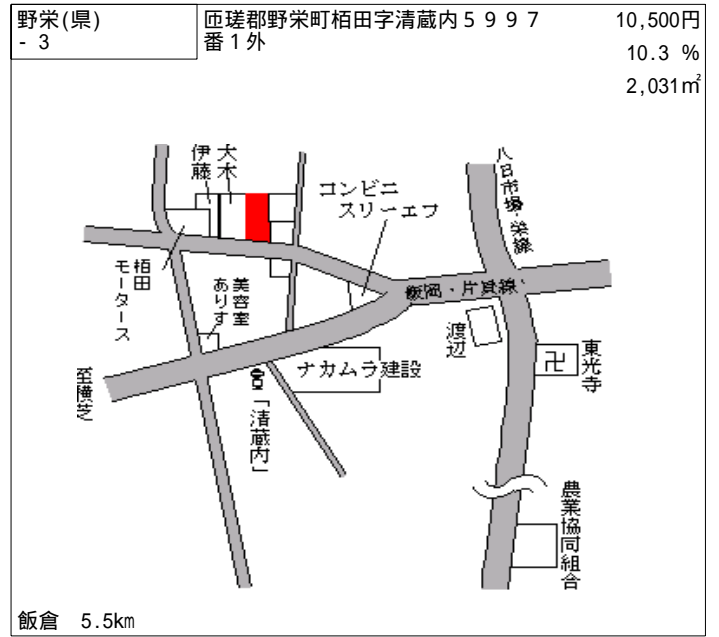 野栄(県)
- 3
匝瑳郡野栄町栢田字清蔵内５９９７
番１外
10,500円
10.3 %
2,031㎡
伊藤
大木
コンビニ
スリーエフ
八日市場・栄線
栢田
モータース
美容室
ありす
飯岡・片貝線
渡辺
卍
東光寺
ナカムラ建設
至横芝
「清蔵内」
農業協同組合
飯倉 5.5km